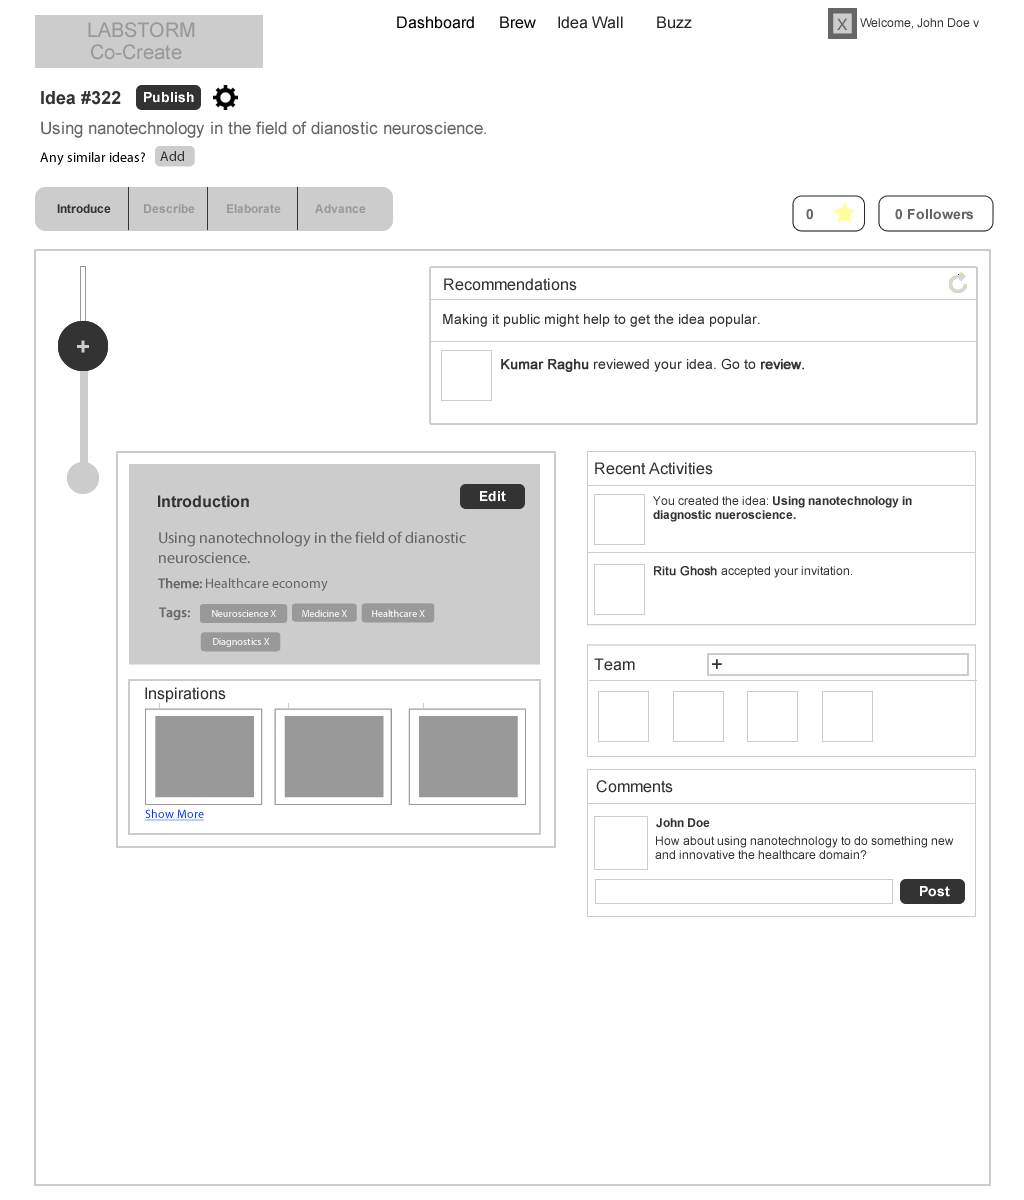 LABSTORM
Co-Create
Dashboard Brew Idea Wall Buzz
X Welcome, John Doe v
Idea #322 Publish
Using nanotechnology in the field of dianostic neuroscience.
Any similar ideas? Add
Introduce Describe Elaborate Advance
0 0 Followers
+
Recommendations
Making it public might help to get the idea popular.
Kumar Raghu reviewed your idea. Go to review.
Introduction Edit
Using nanotechnology in the field of dianostic
neuroscience.
Theme: Healthcare economy
Tags: Neuroscience X Medicine X Healthcare X
Diagnostics X
Inspirations
Show More
Recent Activities
You created the idea: Using nanotechnology in
diagnostic nueroscience.
Ritu Ghosh accepted your invitation.
Team +
Comments
John Doe
How about using nanotechnology to do something new
and innovative the healthcare domain?
Post